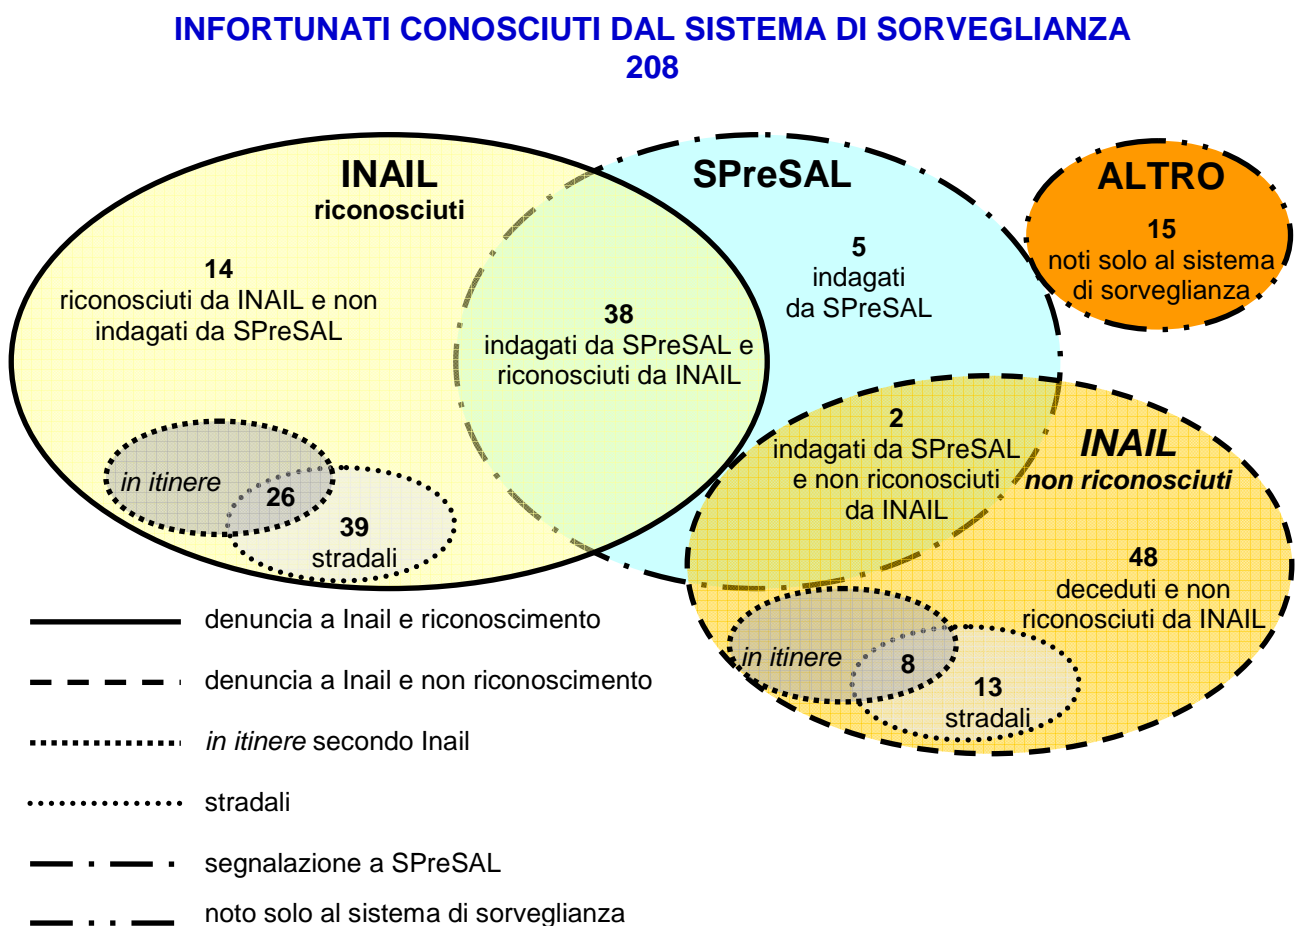 INFORTUNATI CONOSCIUTI DAL SISTEMA DI SORVEGLIANZA
208
INAIL
riconosciuti
14
riconosciuti da INAIL e non
indagati da SPreSAL
38
indagati da SPreSAL e
riconosciuti da INAIL
in itinere
26
39
stradali
SPreSAL
5
indagati
da SPreSAL
ALTRO
15
noti solo al sistema
di sorveglianza
2
indagati da SPreSAL
e non riconosciuti
da INAIL
INAIL
non riconosciuti
48
deceduti e non
riconosciuti da INAIL
in itinere
8
13
stradali
denuncia a Inail e riconoscimento
denuncia a Inail e non riconoscimento
in itinere secondo Inail
stradali
segnalazione a SPreSAL
noto solo al sistema di sorveglianza